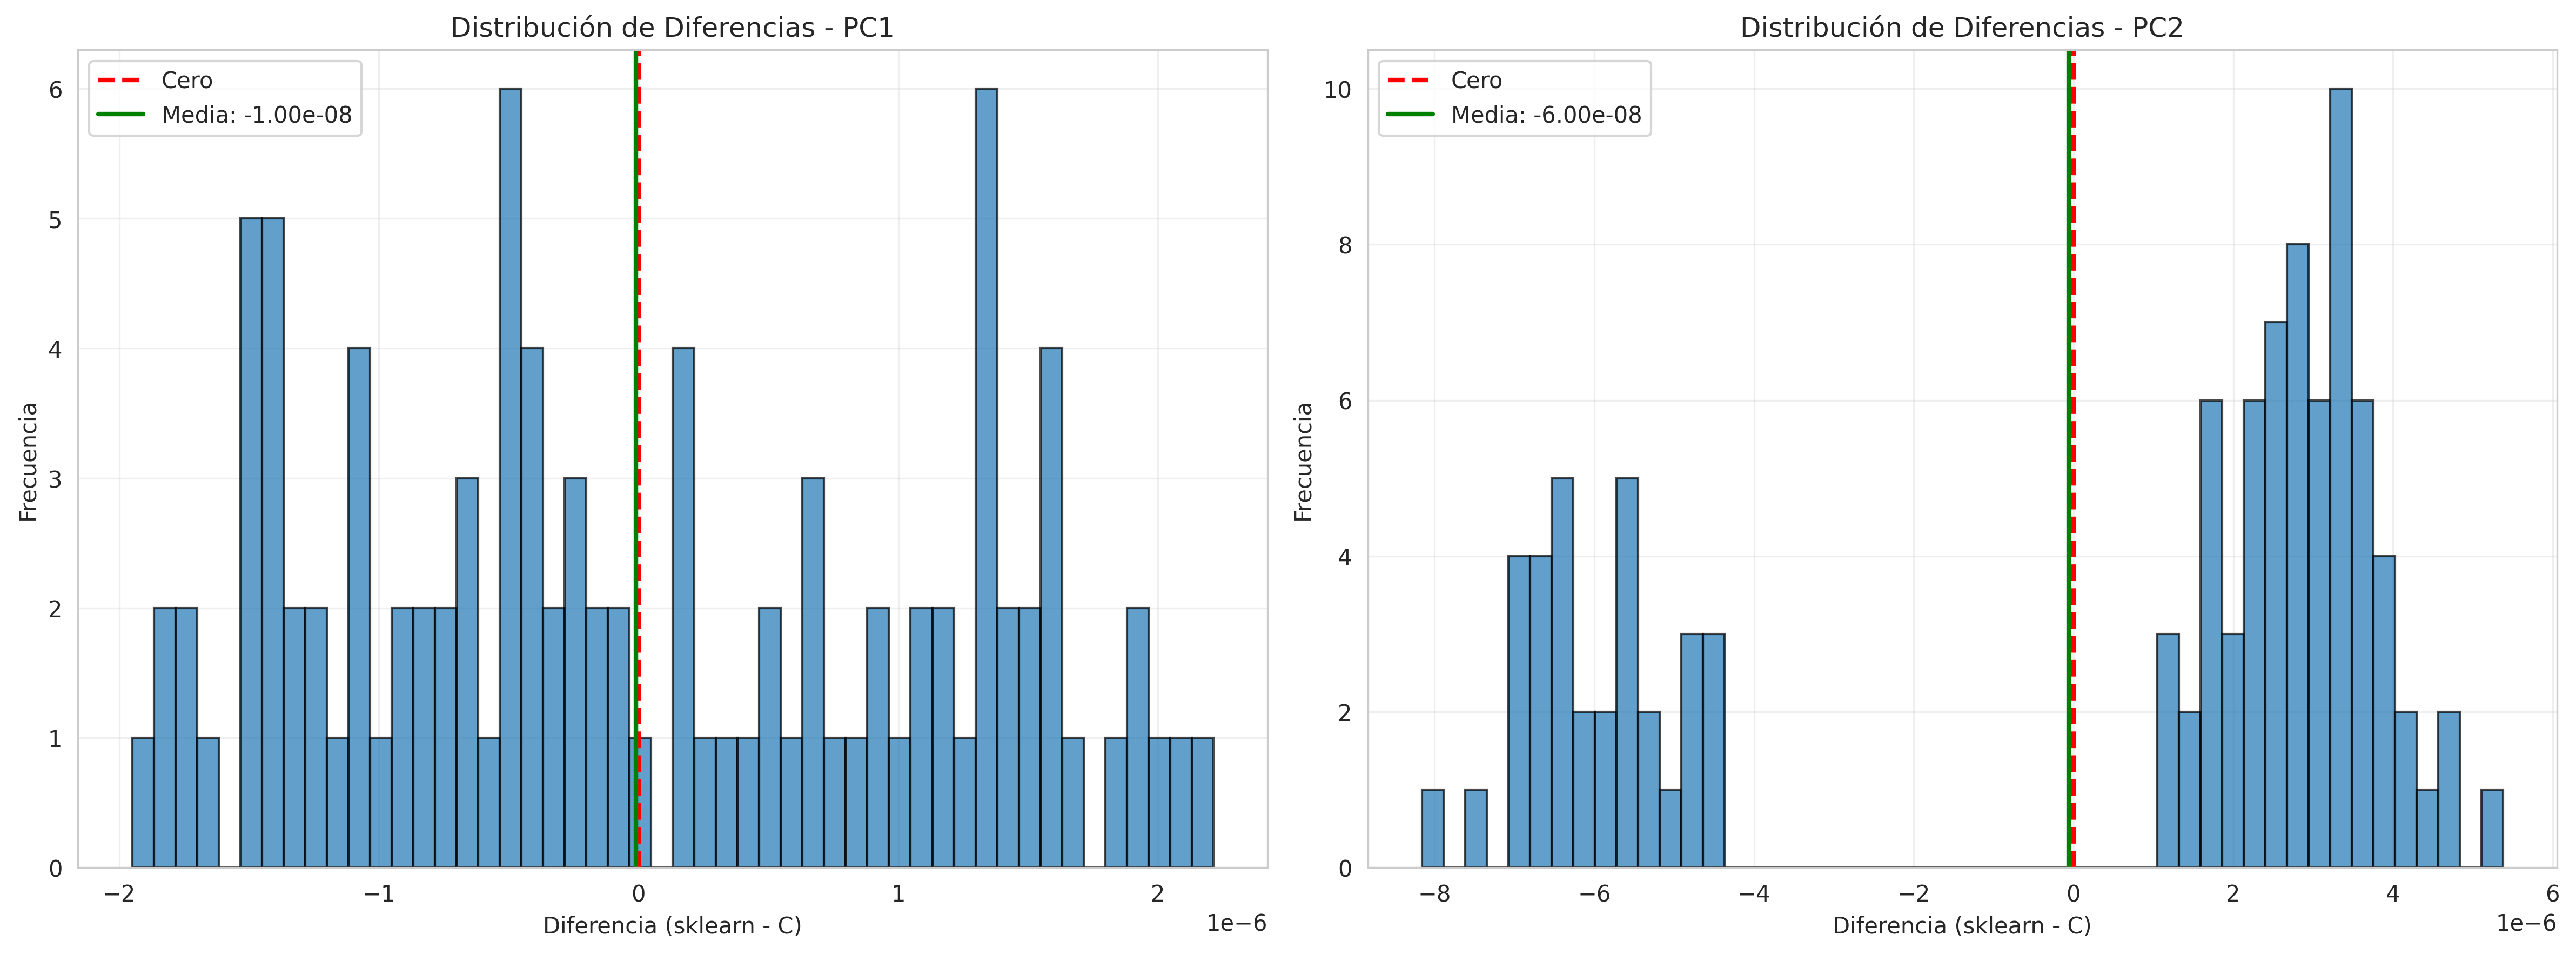 Distribución de Diferencias - PC1
Cero
Media: -1.00e-08
Frecuencia
6
5
4
3
2
1
0
−2
−1
0
1
2
1e−6
Diferencia (sklearn - C)
Distribución de Diferencias - PC2
Cero
Media: -6.00e-08
Frecuencia
10
8
6
4
2
0
−8
−6
−4
−2
0
2
4
6
1e−6
Diferencia (sklearn - C)